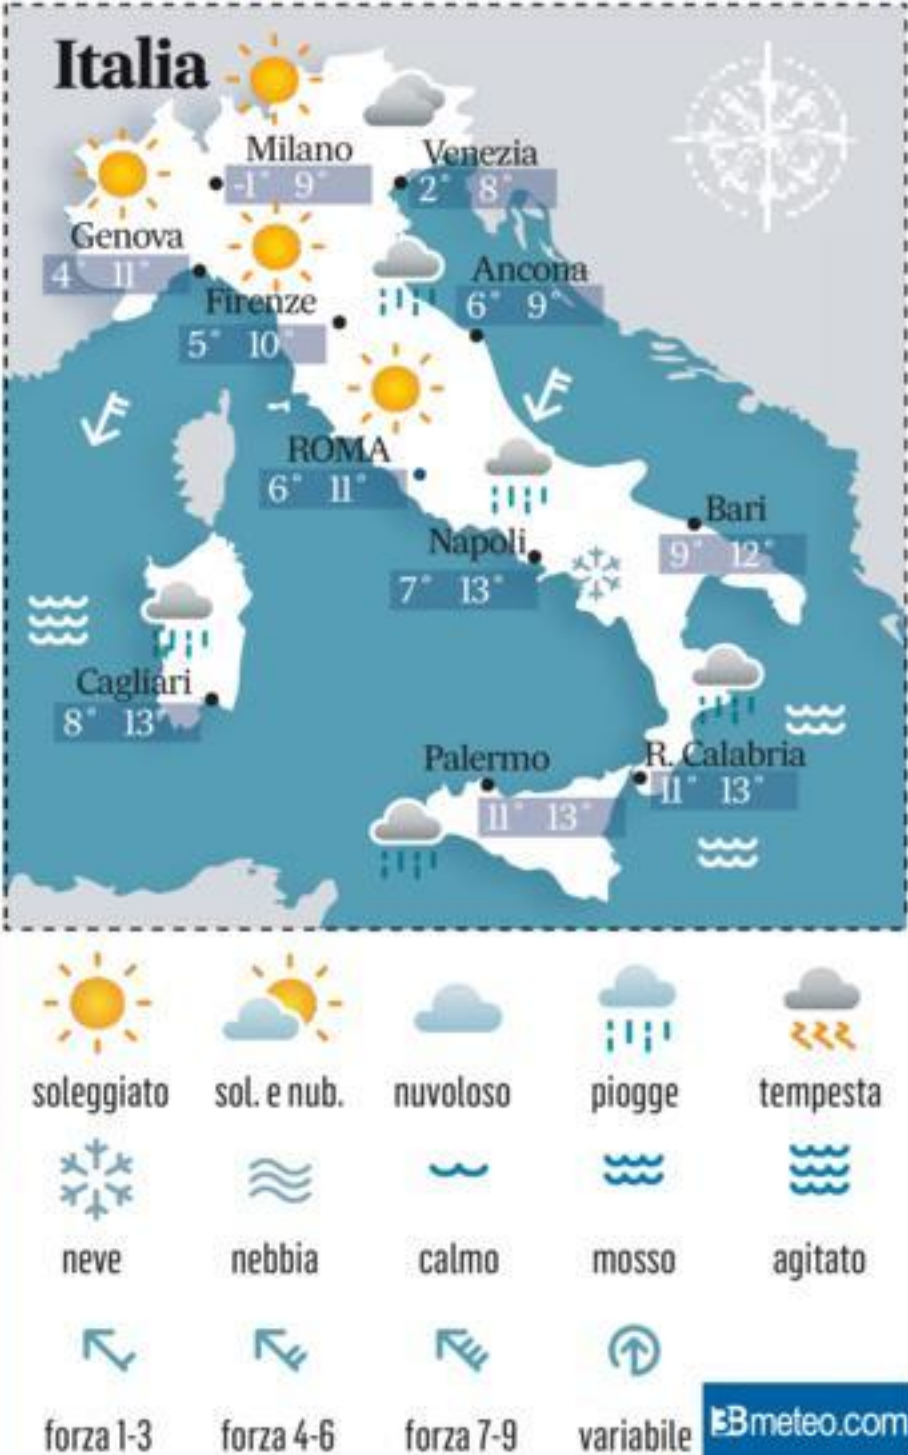 Italia
Milano
-1° 9°
Venezia
2° 8°
Genova
4° 11°
Ancona
6° 9°
Firenze
5° 10°
ROMA
6° 11°
Bari
9° 12°
Napoli
7° 13°
Cagliari
8° 13°
Palermo
11° 13°
R. Calabria
11° 13°
soleggiato sol. e nub. nuvoloso piogge tempesta
neve nebbia calmo mosso agitato
forza 1-3 forza 4-6 forza 7-9 variabile
3Bmeteo.com